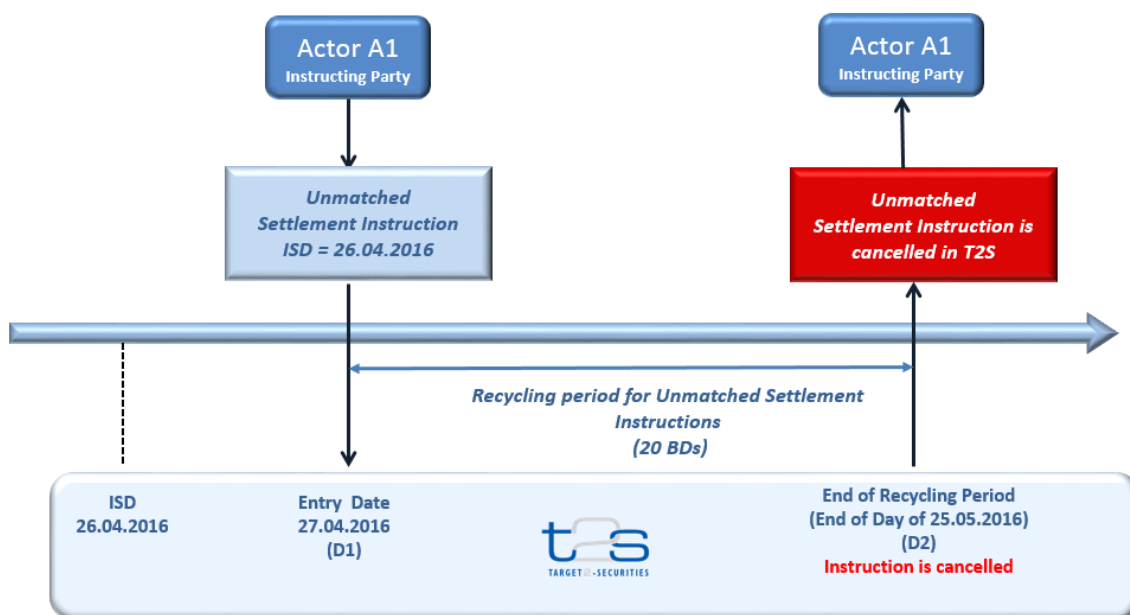 Actor A1
Instructing Party
Actor A1
Instructing Party
Unmatched
Settlement Instruction
ISD = 26.04.2016
Unmatched
Settlement Instruction is
cancelled in T2S
Recycling period for Unmatched Settlement
Instructions
(20 BDs)
ISD
26.04.2016
Entry Date
27.04.2016
(D1)
t2s
TARGET2-SECURITIES
End of Recycling Period
(End of Day of 25.05.2016)
(D2)
Instruction is cancelled